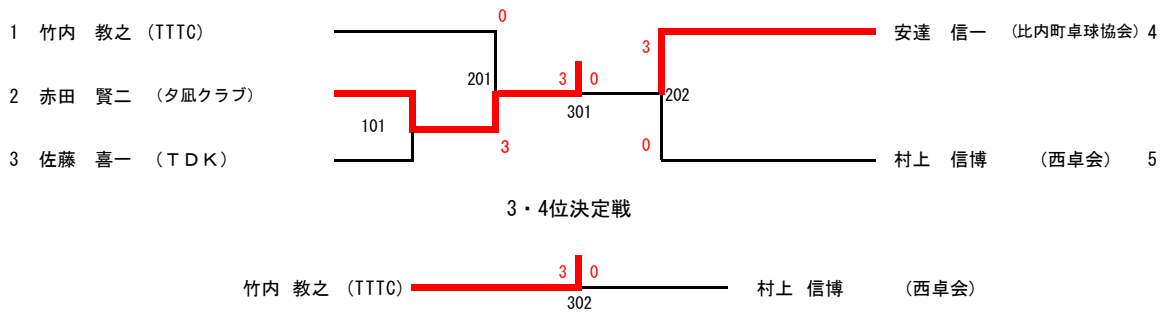 0
1 竹内 教之 (TTTC)
安達 信一 (比内町卓球協会) 4
3
201 3 0
2 赤田 賢二 (夕凪クラブ)
202
301
101
3 0
3 佐藤 喜一 (TDK)
村上 信博 (西卓会) 5
3・4位決定戦
3 0
竹内 教之 (TTTC)
村上 信博 (西卓会)
302